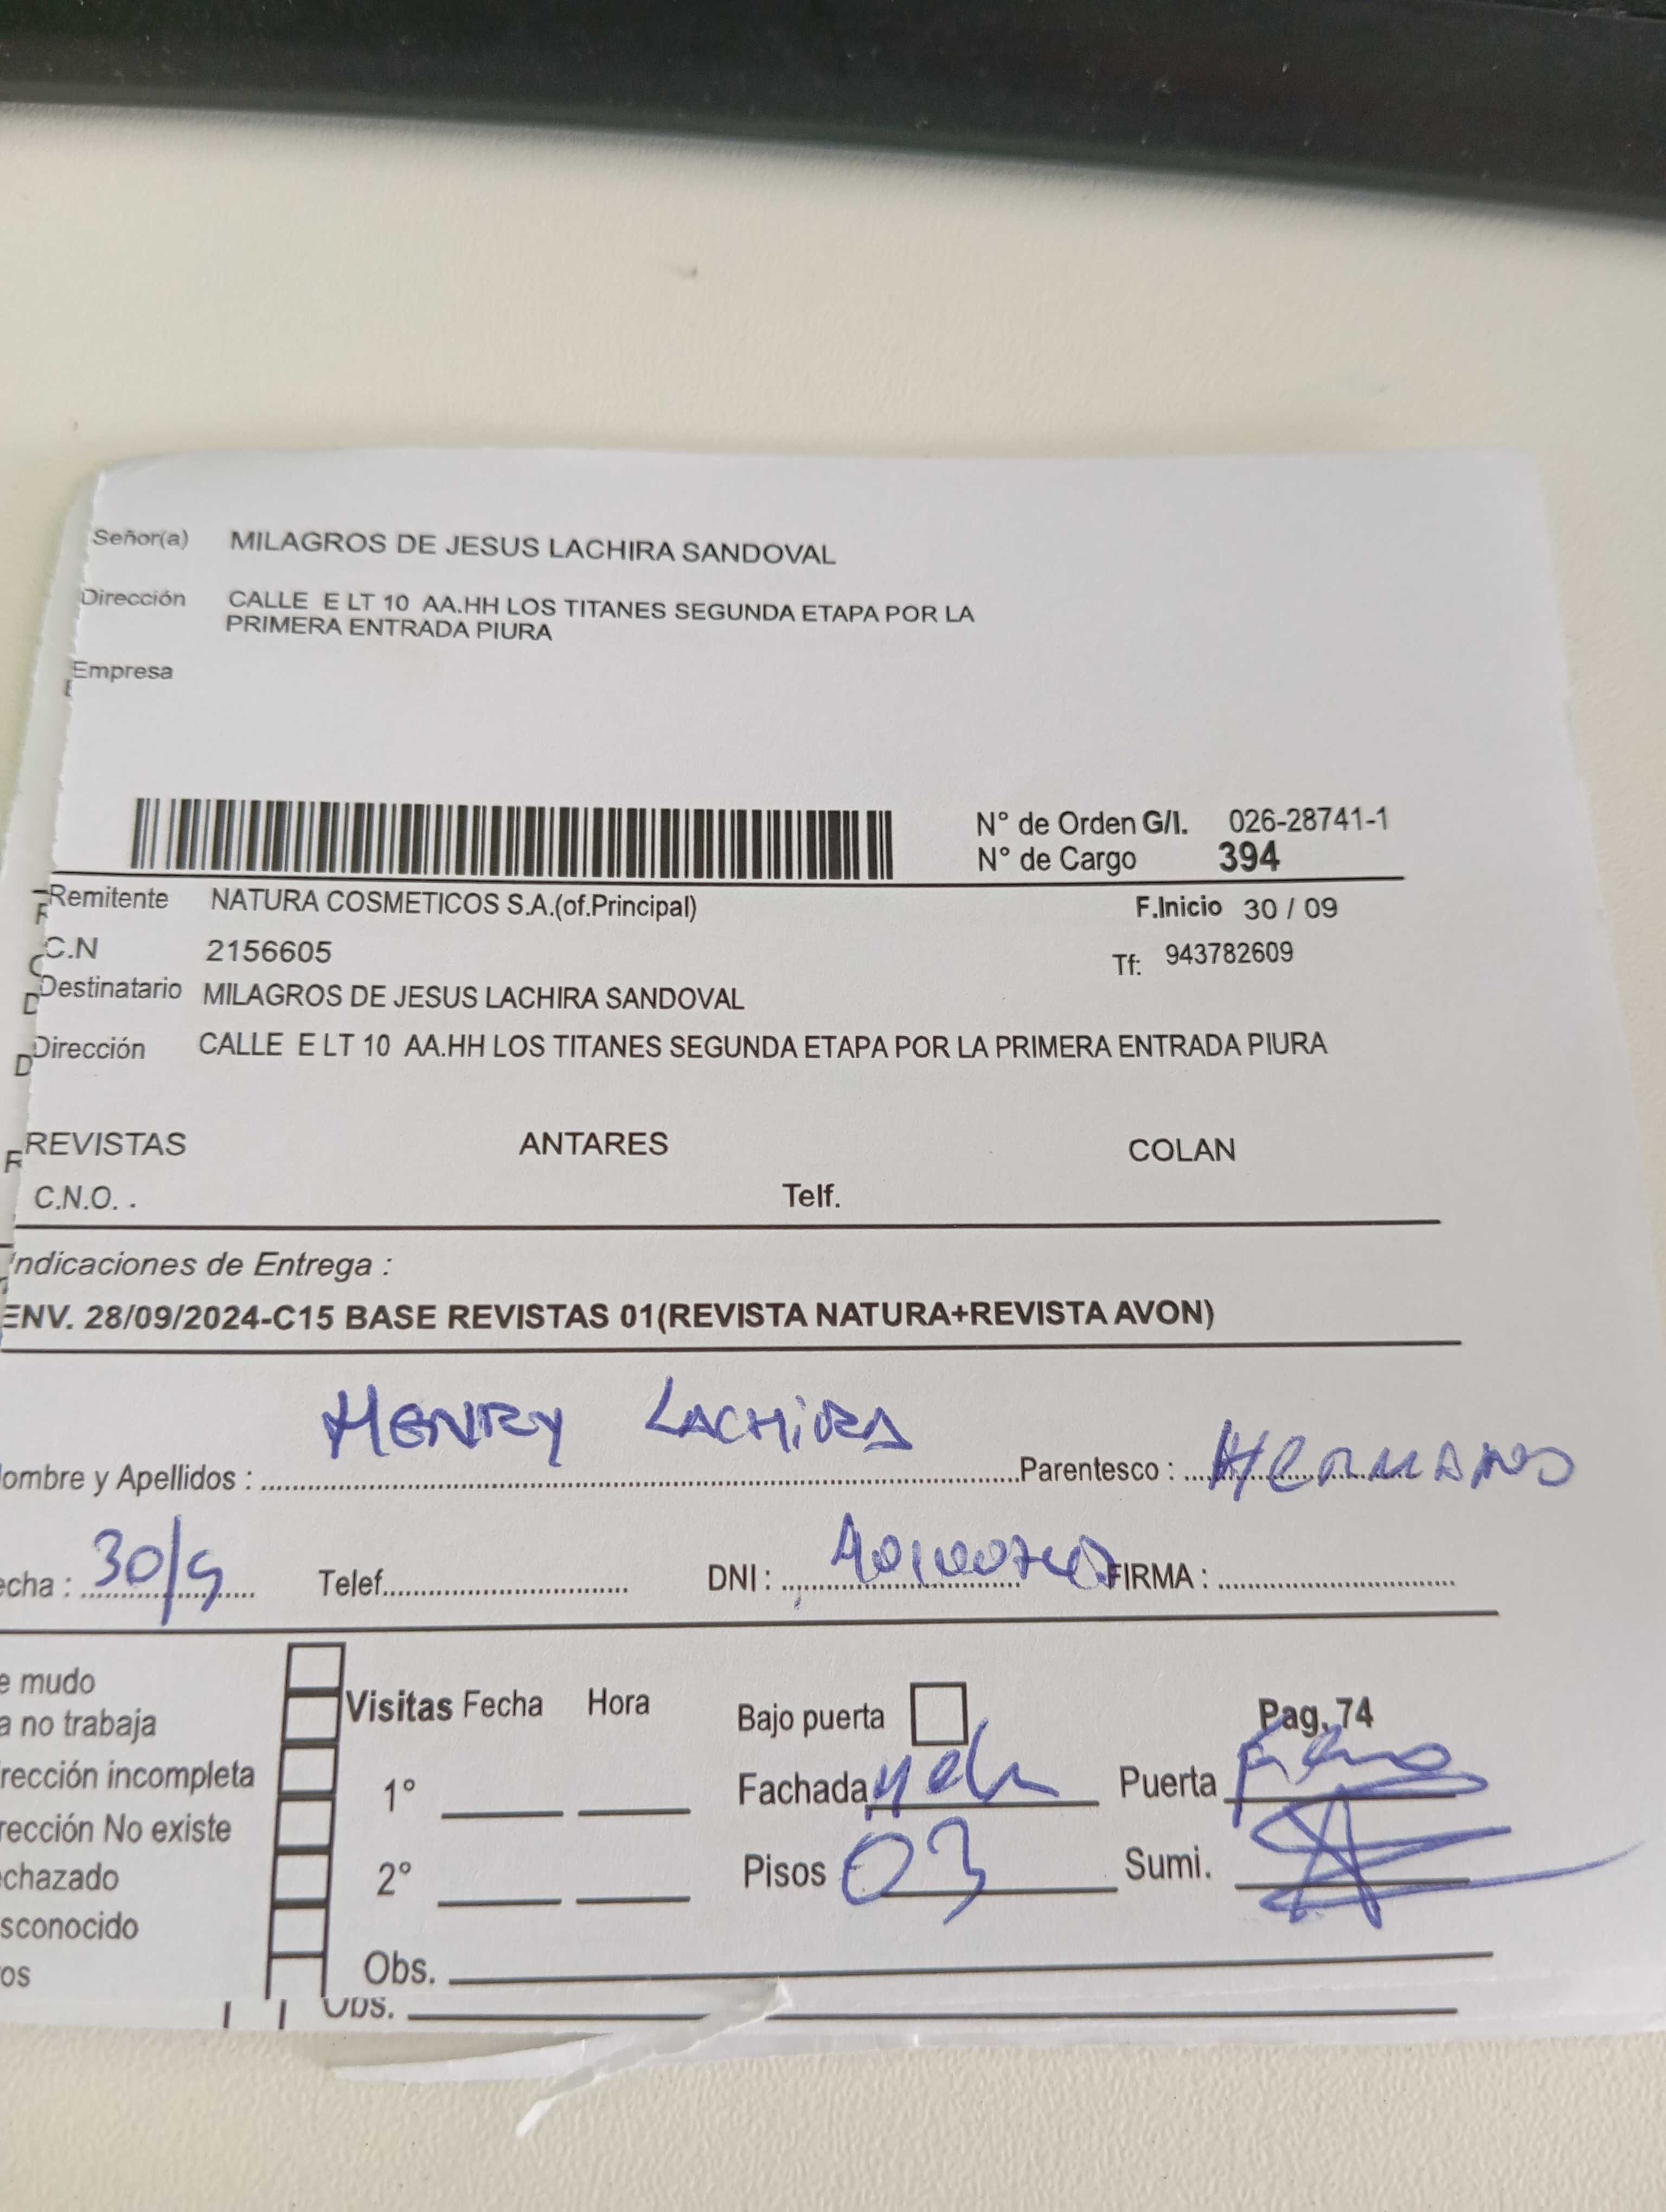 Señor(a) MILAGROS DE JESUS LACHIRA SANDOVAL
Dirección CALLE E LT 10 AA.HH LOS TITANES SEGUNDA ETAPA POR LA
PRIMERA ENTRADA PIURA
Empresa
N° de Orden G/I. 026-28741-1
N° de Cargo 394
Remitente NATURA COSMETICOS S.A.(of.Principal) F.Inicio 30 / 09
C.N 2156605 Tf: 943782609
Destinatario MILAGROS DE JESUS LACHIRA SANDOVAL
Dirección CALLE E LT 10 AA.HH LOS TITANES SEGUNDA ETAPA POR LA PRIMERA ENTRADA PIURA
REVISTAS ANTARES COLAN
C.N.O. . Telf.
Indicaciones de Entrega :
ENV. 28/09/2024-C15 BASE REVISTAS 01(REVISTA NATURA+REVISTA AVON)
ombre y Apellidos : HENRY LACHIRA Parentesco : HERMANO
echa : 30/9 Telef. DNI : FIRMA :
e mudo
a no trabaja
rección incompleta
rección No existe
chazado
sconocido
os
Visitas Fecha Hora
1°
2°
Bajo puerta Pag. 74
Fachada Puerta
Pisos 03 Sumi.
Obs.
Obs.